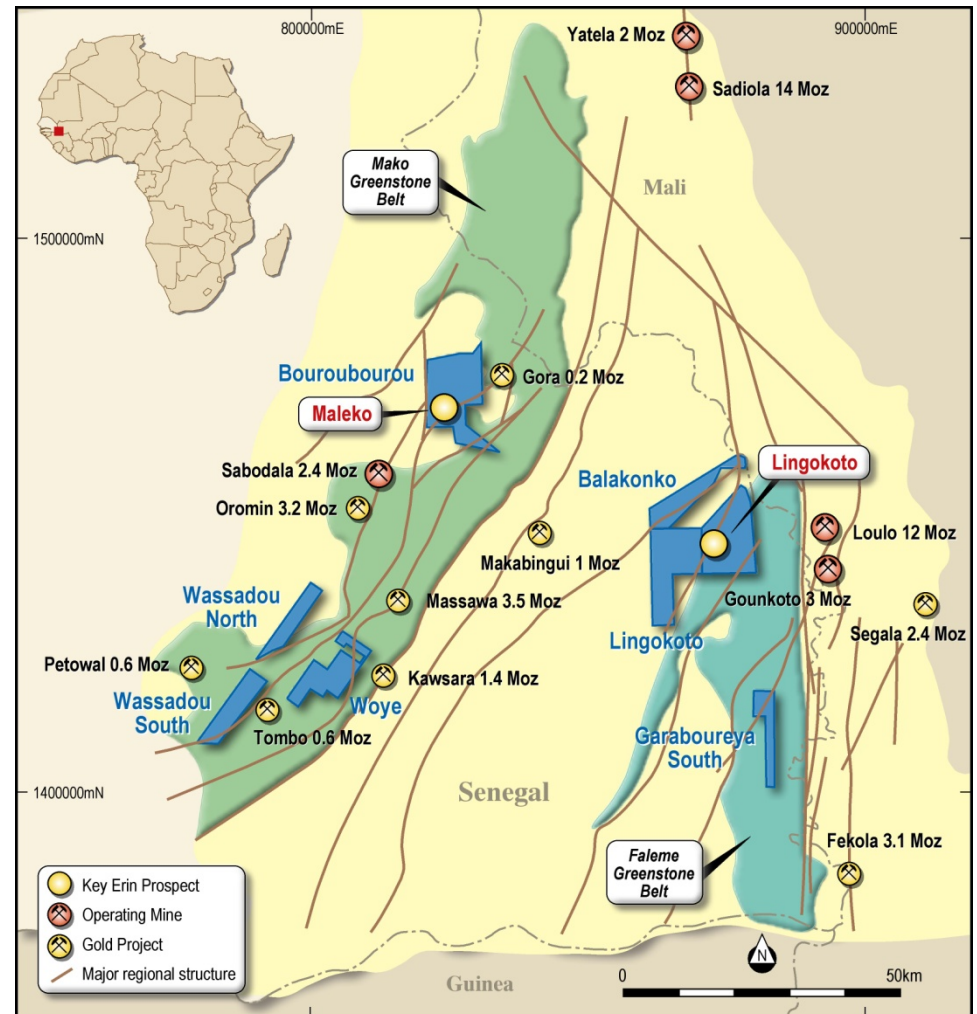 800000mE
900000mE
Yatela 2 Moz
Sadiola 14 Moz
Mako
Greenstone
Belt
Mali
1500000mN
Bouroubourou
Gora 0.2 Moz
Maleko
Sabodala 2.4 Moz
Balakonko
Lingokoto
Oromin 3.2 Moz
Makabingui 1 Moz
Loulo 12 Moz
Wassadou
North
Massawa 3.5 Moz
Gounkoto 3 Moz
Lingokoto
Segala 2.4 Moz
Petowal 0.6 Moz
Kawsara 1.4 Moz
Wassadou
South
Woye
Tombo 0.6 Moz
Garaboureya
South
Senegal
1400000mN
Fekola 3.1 Moz
Faleme
Greenstone
Belt
Key Erin Prospect
Operating Mine
Gold Project
Major regional structure
N
0
50km
Guinea